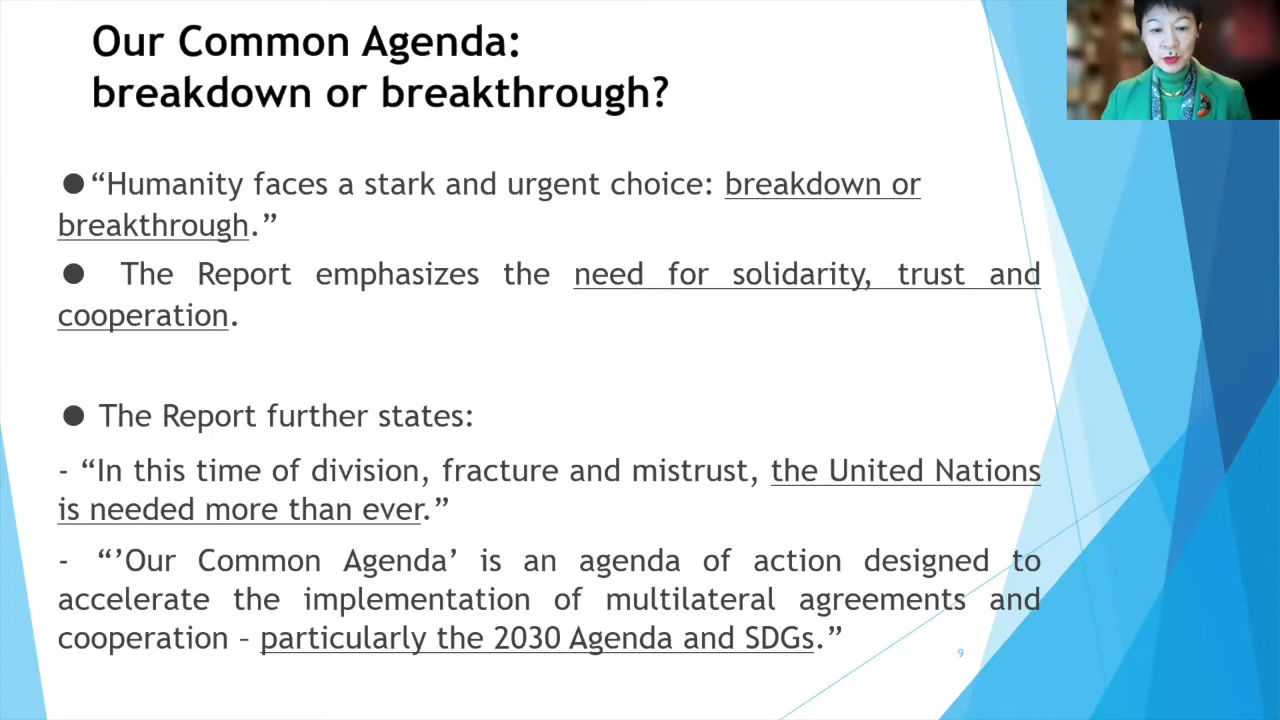 Our Common Agenda:
breakdown or breakthrough?
●“Humanity faces a stark and urgent choice: breakdown or
breakthrough.”
● The Report emphasizes the need for solidarity, trust and
cooperation.
● The Report further states:
- “In this time of division, fracture and mistrust, the United Nations
is needed more than ever.”
- “’Our Common Agenda’ is an agenda of action designed to
accelerate the implementation of multilateral agreements and
cooperation – particularly the 2030 Agenda and SDGs.”
9